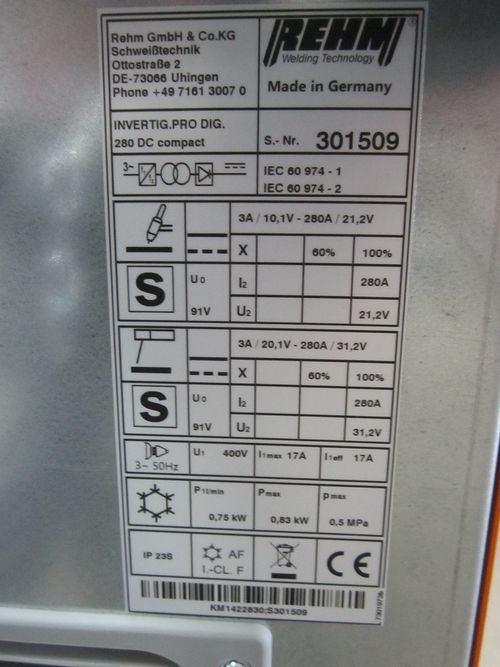 Rehm GmbH & Co.KG
Schweißtechnik
Ottostraße 2
DE-73066 Uhingen
Phone +49 7161 3007 0
REHM®
Welding Technology
Made in Germany
INVERTIG.PRO DIG.
280 DC compact
S.- Nr. 301509
3~
IEC 60 974 - 1
IEC 60 974 - 2
3A / 10,1V - 280A / 21,2V
X 60% 100%
S U0 I2 280A
91V U2 21,2V
3A / 20,1V - 280A / 31,2V
X 60% 100%
S U0 I2 280A
91V U2 31,2V
3~ 50Hz
U1 400V I1max 17A I1eff 17A
P1l/min Pmax pmax
0,75 kW 0,83 kW 0,5 MPa
IP 23S
AF
I.-CL. F
CE
KM1422830;S301509